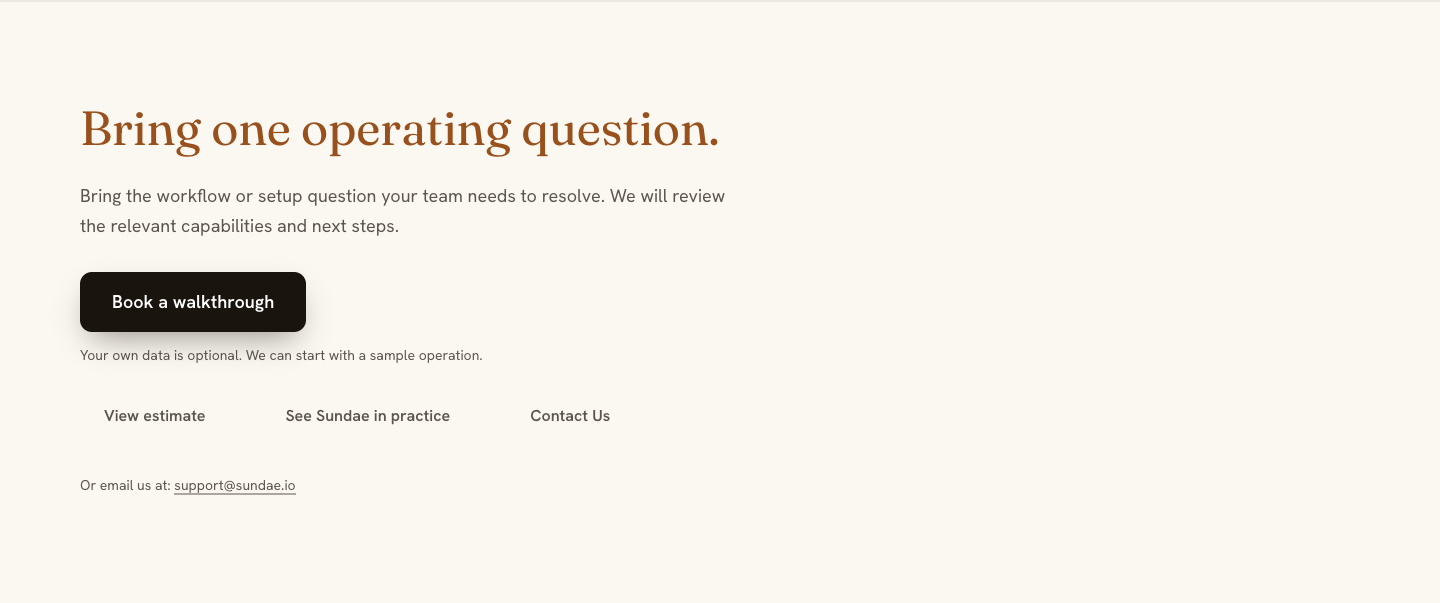 Bring one operating question.
Bring the workflow or setup question your team needs to resolve. We will review
the relevant capabilities and next steps.
Book a walkthrough
Your own data is optional. We can start with a sample operation.
View estimate See Sundae in practice Contact Us
Or email us at: support@sundae.io